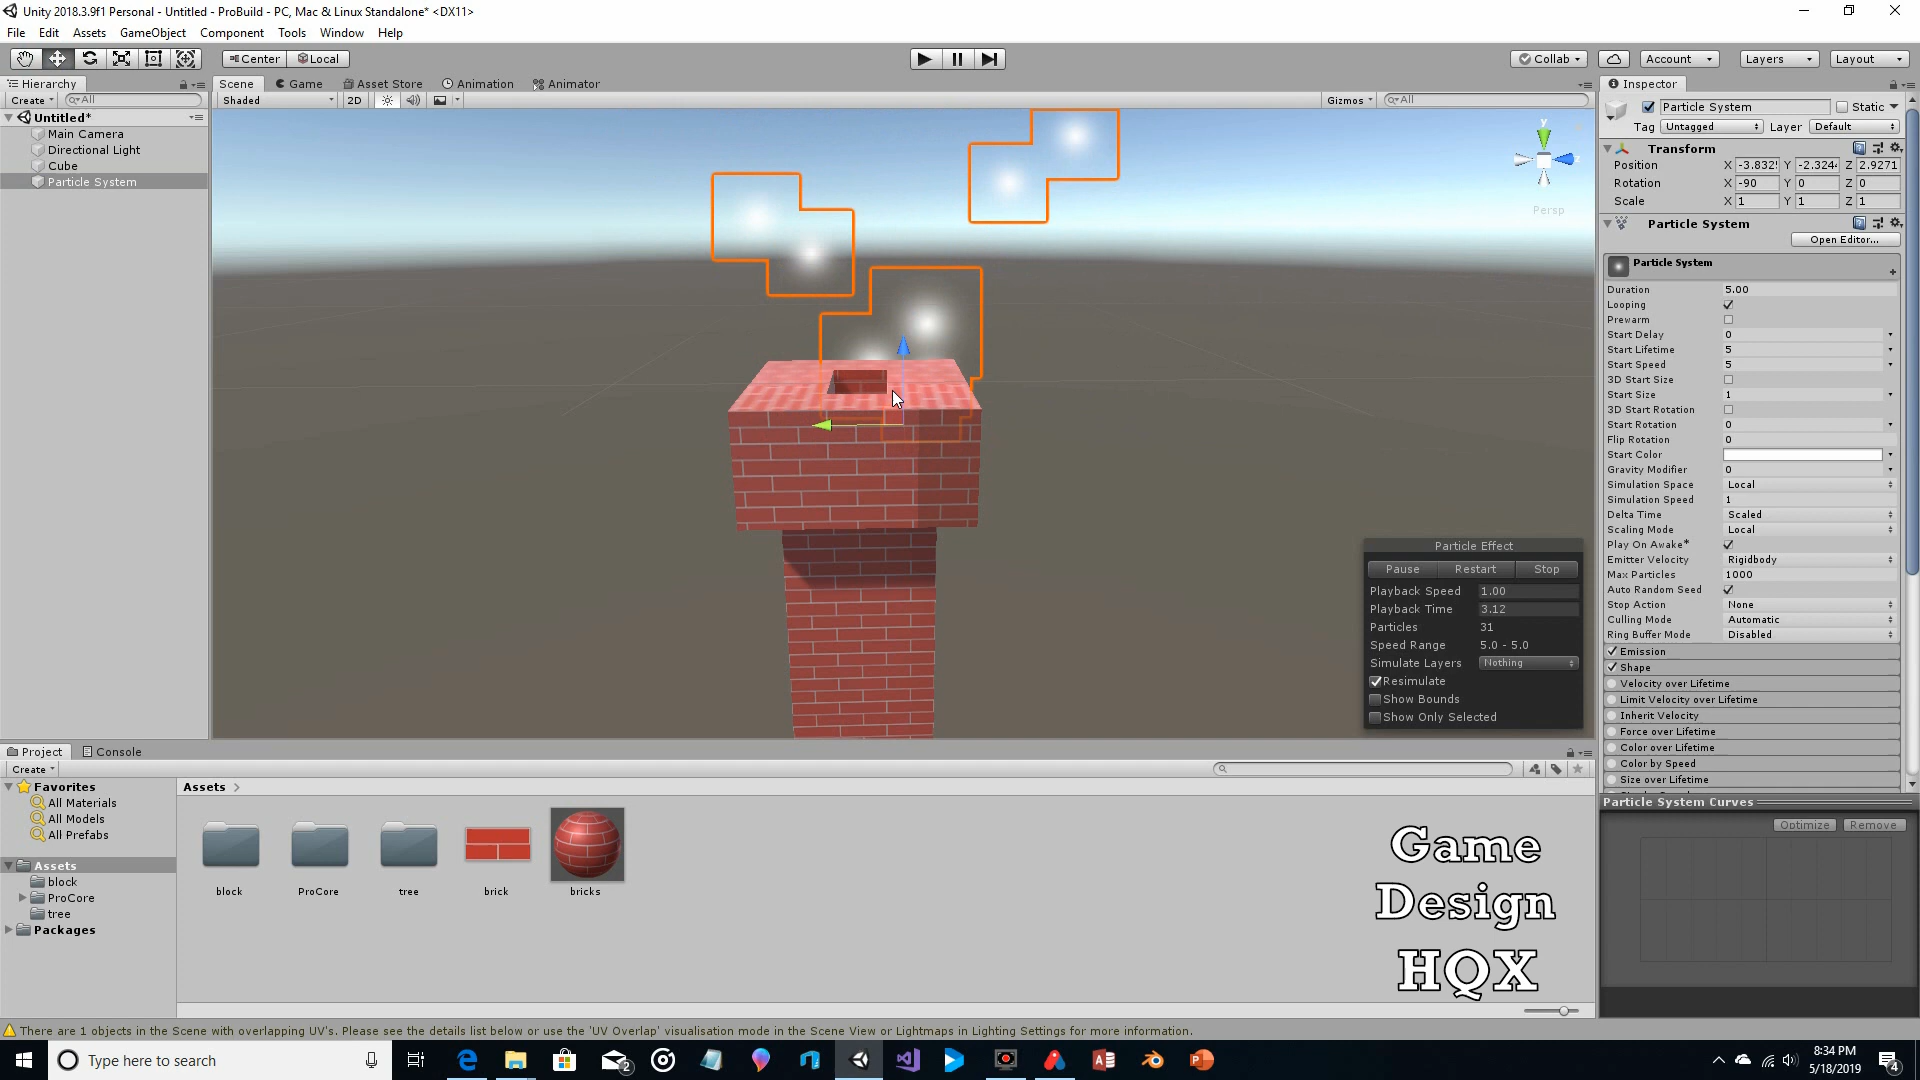 Unity 2018.3.9f1 Personal - Untitled - ProBuild - PC, Mac & Linux Standalone* <DX11>
File Edit Assets GameObject Component Tools Window Help
Center Local
Collab Account Layers Layout
Hierarchy
Create All
Untitled*
Main Camera
Directional Light
Cube
Particle System
Scene Game Asset Store Animation Animator
Shaded 2D Gizmos All
y
Persp
Particle Effect
Pause Restart Stop
Playback Speed 1.00
Playback Time 3.12
Particles 31
Speed Range 5.0 - 5.0
Simulate Layers Nothing
Resimulate
Show Bounds
Show Only Selected
Inspector
Particle System Static
Tag Untagged Layer Default
Transform
Position X -3.832 Y -2.324 Z 2.9271
Rotation X -90 Y 0 Z 0
Scale X 1 Y 1 Z 1
Particle System
Open Editor...
Particle System
Duration 5.00
Looping
Prewarm
Start Delay 0
Start Lifetime 5
Start Speed 5
3D Start Size
Start Size 1
3D Start Rotation
Start Rotation 0
Flip Rotation 0
Start Color
Gravity Modifier 0
Simulation Space Local
Simulation Speed 1
Delta Time Scaled
Scaling Mode Local
Play On Awake*
Emitter Velocity Rigidbody
Max Particles 1000
Auto Random Seed
Stop Action None
Culling Mode Automatic
Ring Buffer Mode Disabled
Emission
Shape
Velocity over Lifetime
Limit Velocity over Lifetime
Inherit Velocity
Force over Lifetime
Color over Lifetime
Color by Speed
Size over Lifetime
Particle System Curves
Optimize Remove
Project Console
Create
Favorites
All Materials
All Models
All Prefabs
Assets
block
ProCore
tree
Packages
Assets >
block ProCore tree brick bricks
Game
Design
HQX
There are 1 objects in the Scene with overlapping UV's. Please see the details list below or use the 'UV Overlap' visualisation mode in the Scene View or Lightmaps in Lighting Settings for more information.
Type here to search
2
8:34 PM
5/18/2019
4